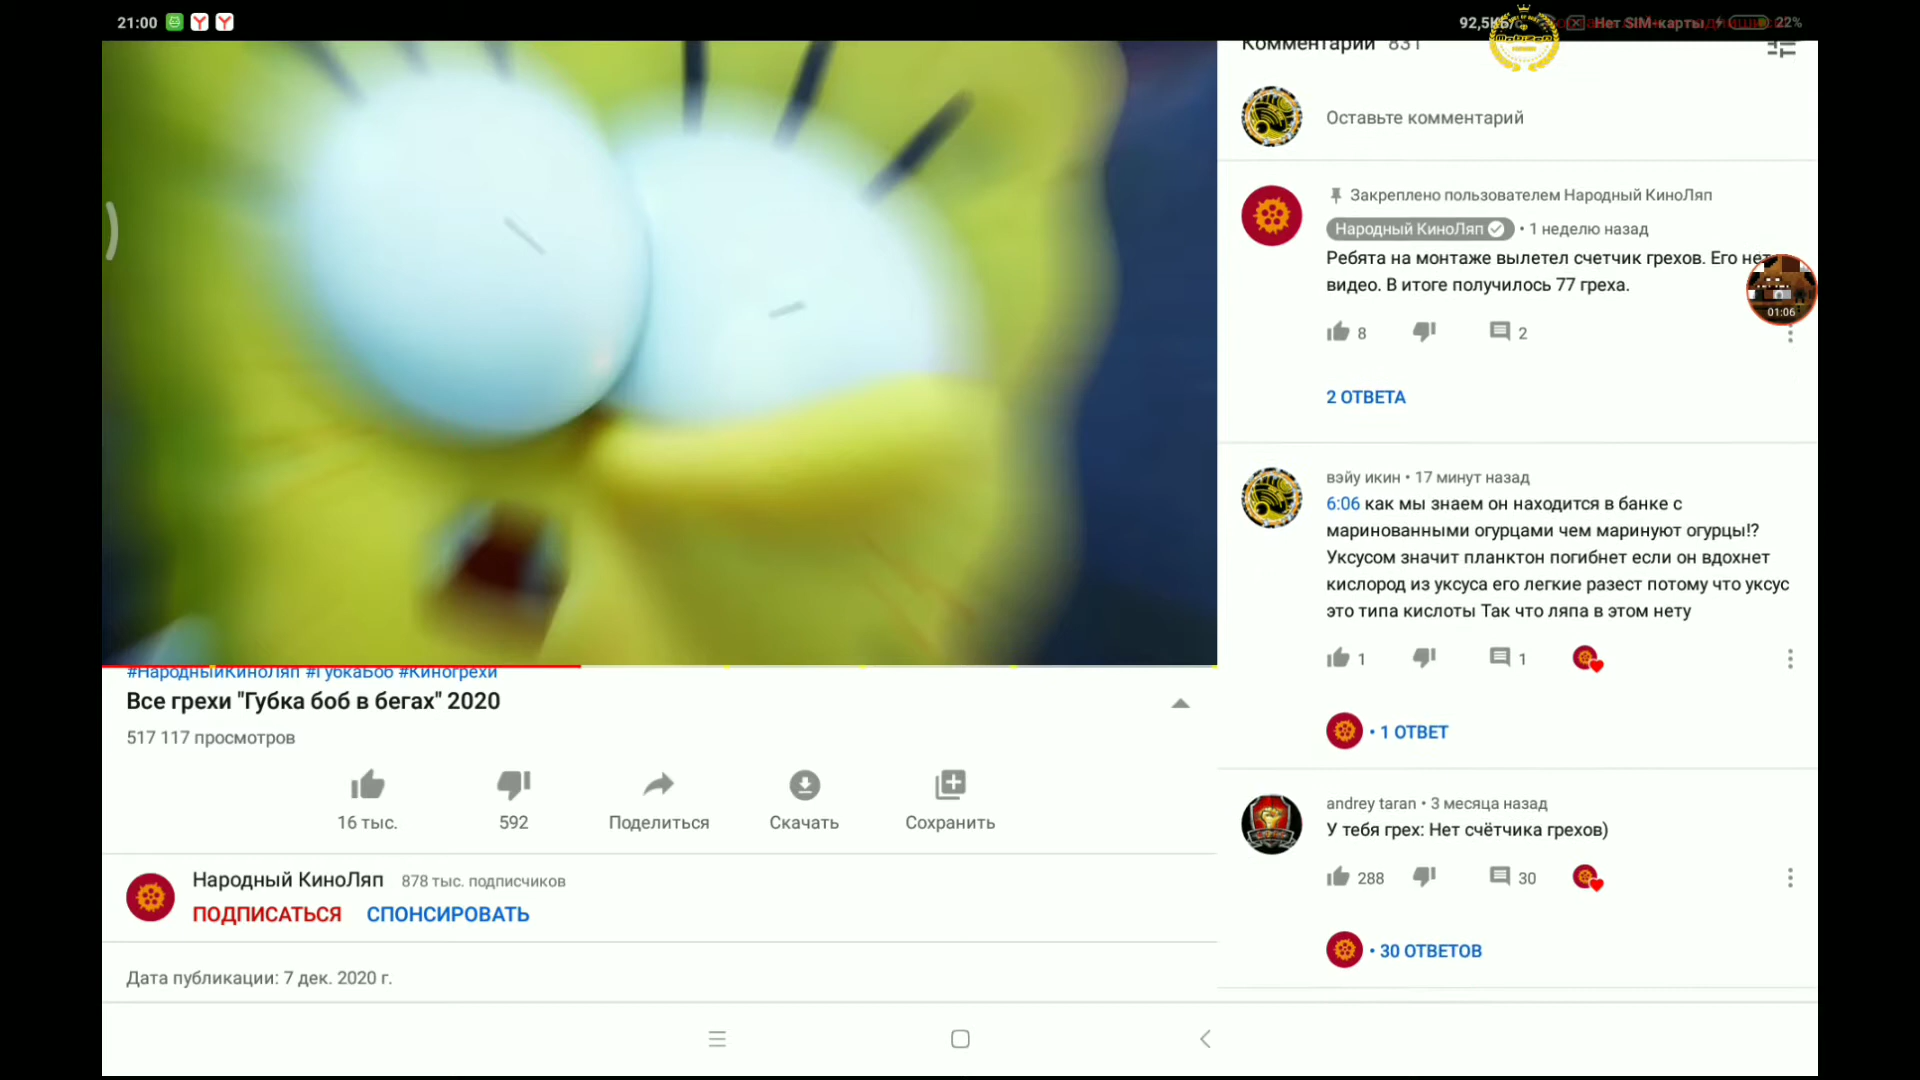 21:00
92,5КБ/с
Нет SIM-карты
22%
Комментарии 831
Оставьте комментарий
Закреплено пользователем Народный КиноЛяп
Народный КиноЛяп • 1 неделю назад
Ребята на монтаже вылетел счетчик грехов. Его нет
видео. В итоге получилось 77 греха.
01:06
8 2
2 ОТВЕТА
вэйу икин • 17 минут назад
6:06 как мы знаем он находится в банке с
маринованными огурцами чем маринуют огурцы!?
Уксусом значит планктон погибнет если он вдохнет
кислород из уксуса его легкие разест потому что уксус
это типа кислоты Так что ляпа в этом нету
1 1
• 1 ОТВЕТ
andrey taran • 3 месяца назад
У тебя грех: Нет счётчика грехов)
288 30
• 30 ОТВЕТОВ
#НародныйКиноЛяп #ГубкаБоб #Киногрехи
Все грехи "Губка боб в бегах" 2020
517 117 просмотров
16 тыс. 592 Поделиться Скачать Сохранить
Народный КиноЛяп 878 тыс. подписчиков
ПОДПИСАТЬСЯ СПОНСИРОВАТЬ
Дата публикации: 7 дек. 2020 г.